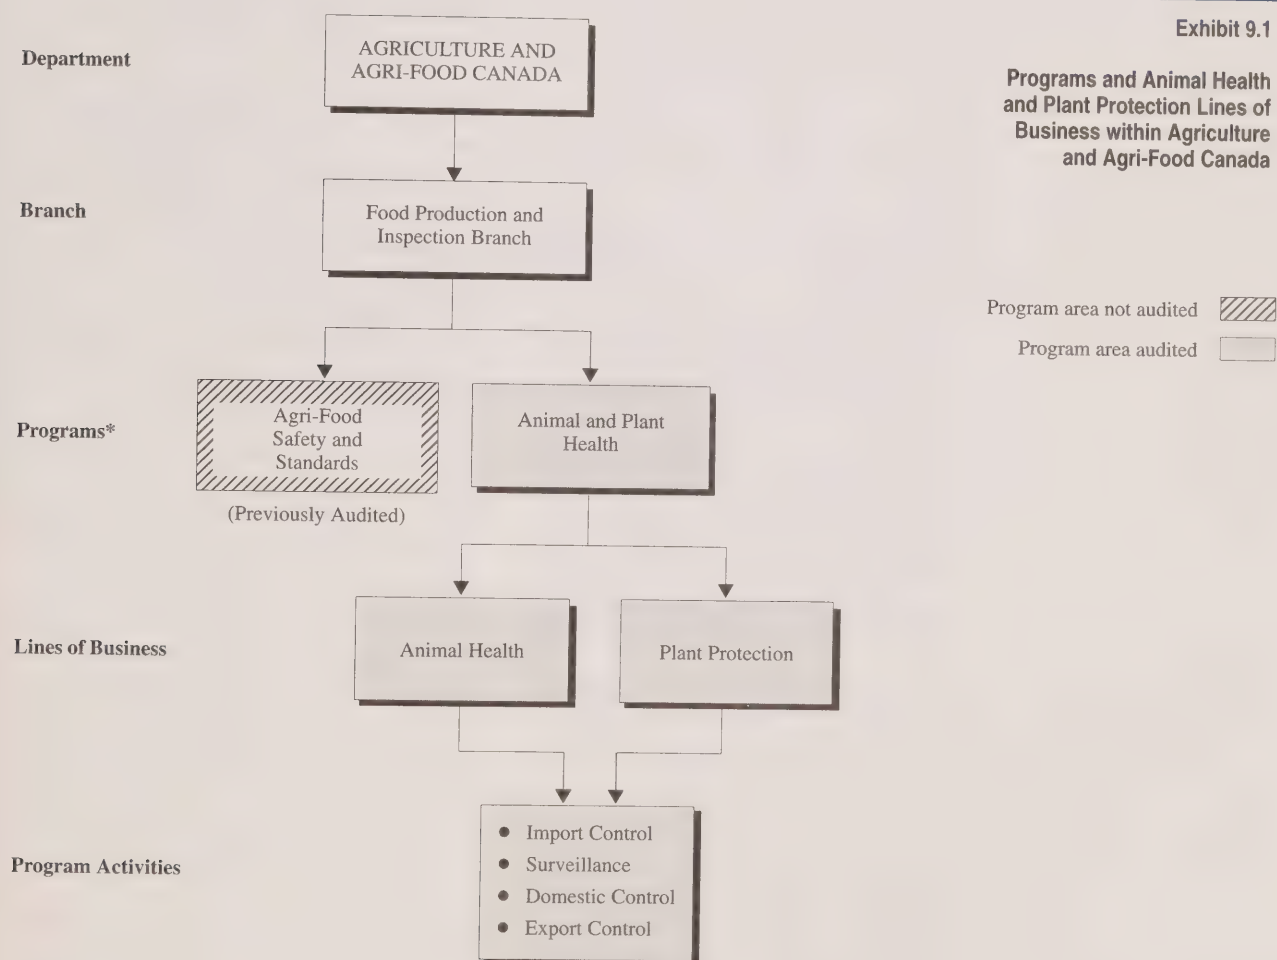 Exhibit 9.1
Programs and Animal Health
and Plant Protection Lines of
Business within Agriculture
and Agri-Food Canada
Department
AGRICULTURE AND
AGRI-FOOD CANADA
Branch
Food Production and
Inspection Branch
Program area not audited
Program area audited
Programs*
Agri-Food
Safety and
Standards
(Previously Audited)
Animal and Plant
Health
Lines of Business
Animal Health
Plant Protection
Program Activities
● Import Control
● Surveillance
● Domestic Control
● Export Control